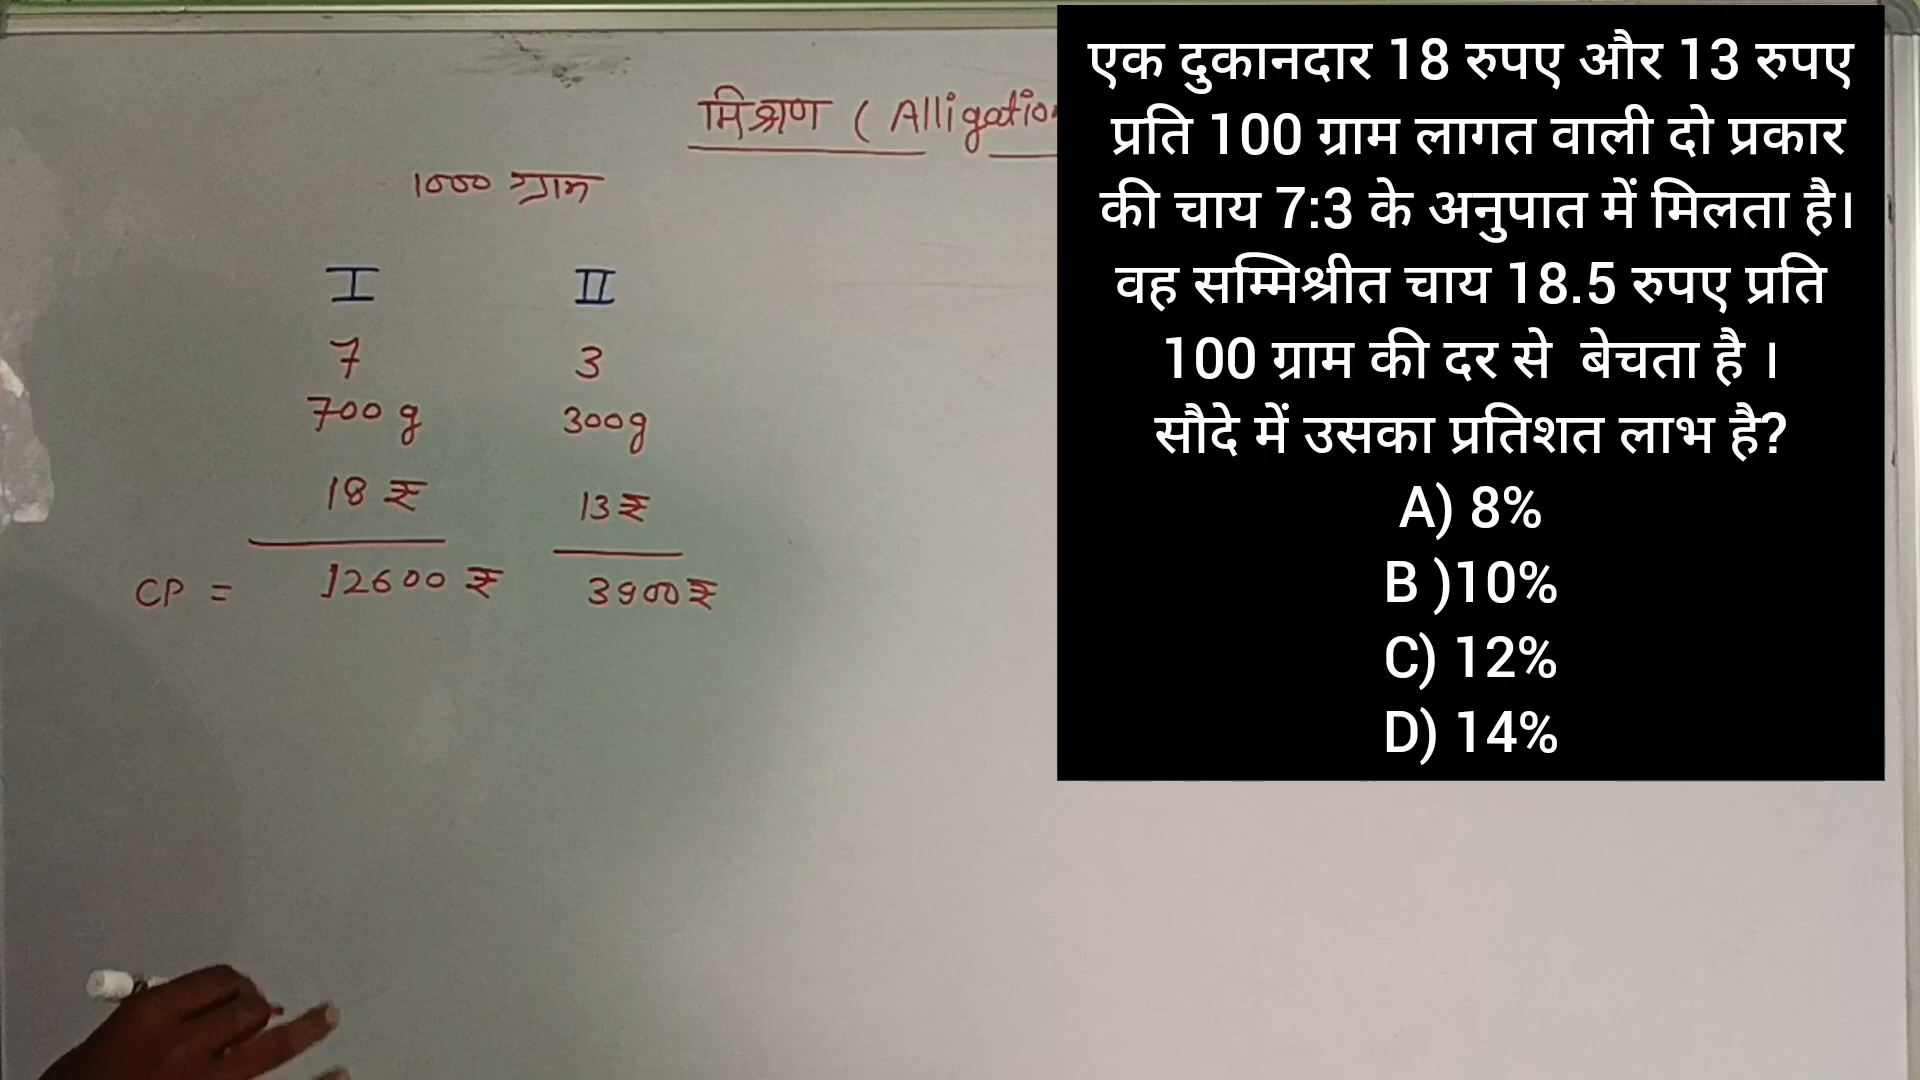 मिश्रण ( Alligation
1000 ग्राम
I II
7 3
700 g 300g
18 ₹ 13₹
CP = 12600 ₹ 3900₹
एक दुकानदार 18 रुपए और 13 रुपए
प्रति 100 ग्राम लागत वाली दो प्रकार
की चाय 7:3 के अनुपात में मिलता है।
वह सम्मिश्रीत चाय 18.5 रुपए प्रति
100 ग्राम की दर से बेचता है ।
सौदे में उसका प्रतिशत लाभ है?
A) 8%
B )10%
C) 12%
D) 14%